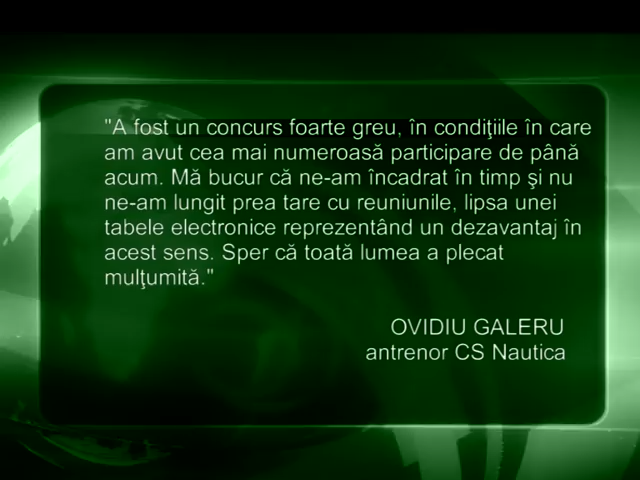 "A fost un concurs foarte greu, în condiţiile în care
am avut cea mai numeroasă participare de până
acum. Mă bucur că ne-am încadrat în timp şi nu
ne-am lungit prea tare cu reuniunile, lipsa unei
tabele electronice reprezentând un dezavantaj în
acest sens. Sper că toată lumea a plecat
mulţumită."
OVIDIU GALERU
antrenor CS Nautica